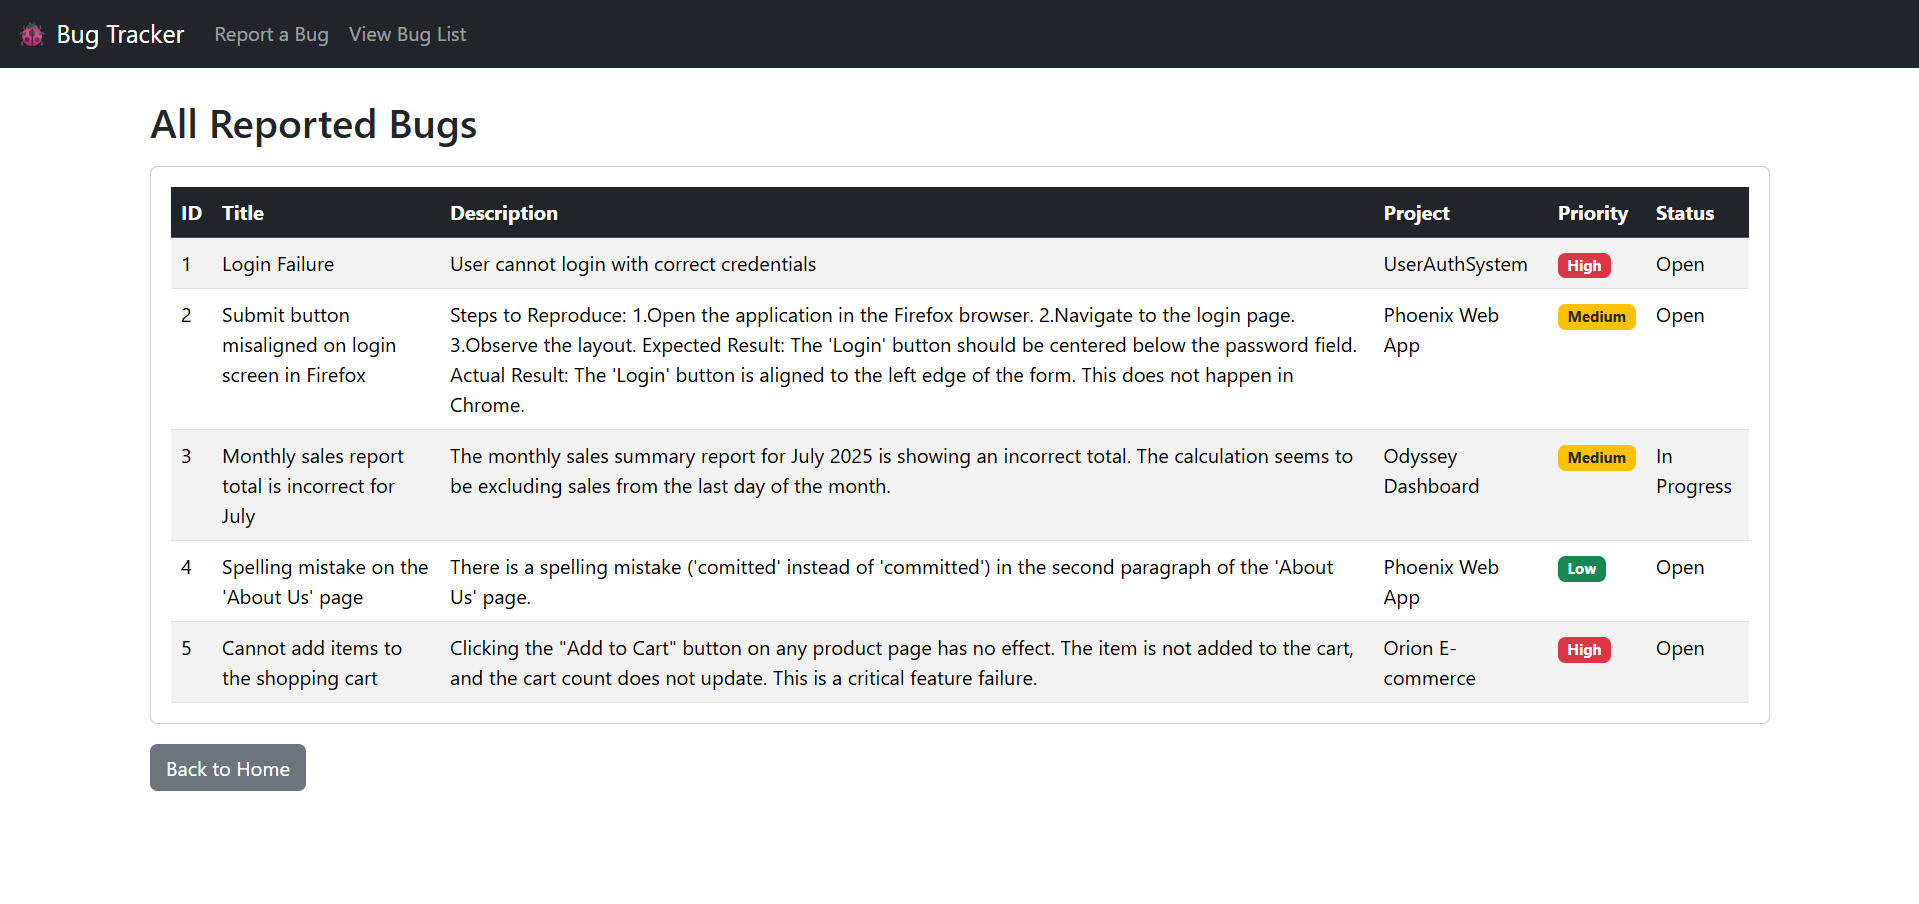 Bug Tracker Report a Bug View Bug List
All Reported Bugs
ID Title Description Project Priority Status
1 Login Failure User cannot login with correct credentials UserAuthSystem High Open
2 Submit button Steps to Reproduce: 1.Open the application in the Firefox browser. 2.Navigate to the login page. Phoenix Web Medium Open
misaligned on login 3.Observe the layout. Expected Result: The 'Login' button should be centered below the password field. App
screen in Firefox Actual Result: The 'Login' button is aligned to the left edge of the form. This does not happen in
Chrome.
3 Monthly sales report The monthly sales summary report for July 2025 is showing an incorrect total. The calculation seems to Odyssey Medium In
total is incorrect for be excluding sales from the last day of the month. Dashboard Progress
July
4 Spelling mistake on the There is a spelling mistake ('comitted' instead of 'committed') in the second paragraph of the 'About Phoenix Web Low Open
'About Us' page Us' page. App
5 Cannot add items to Clicking the "Add to Cart" button on any product page has no effect. The item is not added to the cart, Orion E- High Open
the shopping cart and the cart count does not update. This is a critical feature failure. commerce
Back to Home